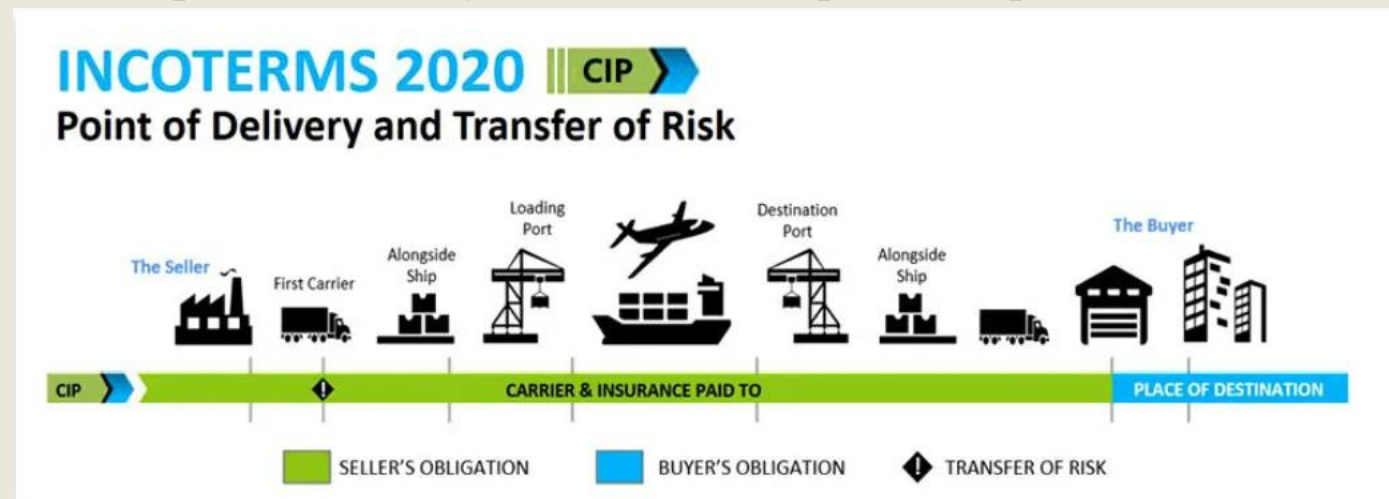 INCOTERMS 2020 CIP
Point of Delivery and Transfer of Risk
The Seller
First Carrier
Alongside
Ship
Loading
Port
Destination
Port
Alongside
Ship
The Buyer
CIP
CARRIER & INSURANCE PAID TO
PLACE OF DESTINATION
SELLER'S OBLIGATION
BUYER'S OBLIGATION
TRANSFER OF RISK